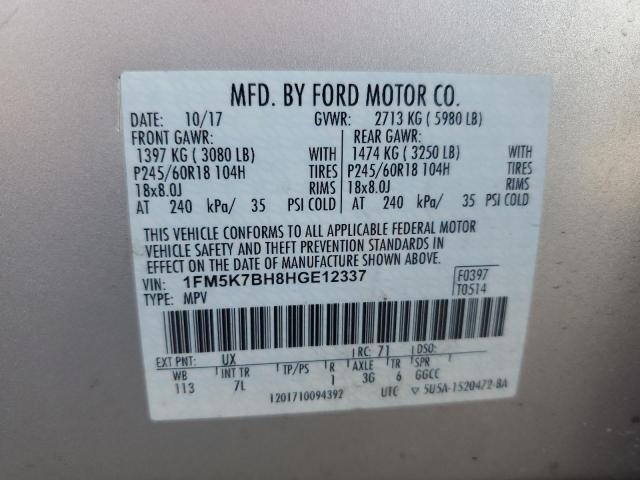 MFD. BY FORD MOTOR CO.
DATE: 10/17 GVWR: 2713 KG ( 5980 LB)
FRONT GAWR: REAR GAWR:
1397 KG ( 3080 LB) WITH 1474 KG ( 3250 LB) WITH
P245/60R18 104H TIRES P245/60R18 104H TIRES
18x8.0J RIMS 18x8.0J RIMS
AT 240 kPa/ 35 PSI COLD AT 240 kPa/ 35 PSI COLD
THIS VEHICLE CONFORMS TO ALL APPLICABLE FEDERAL MOTOR
VEHICLE SAFETY AND THEFT PREVENTION STANDARDS IN
EFFECT ON THE DATE OF MANUFACTURE SHOWN ABOVE.
VIN: 1FM5K7BH8HGE12337 F0397
TYPE: MPV T0514
EXT PNT: UX RC: 71 DSO:
WB INT TR TP/PS R AXLE TR SPR
113 7L 1 3G 6 GGCC
1201710094392 UTC ▽ 5U5A-1520472-BA